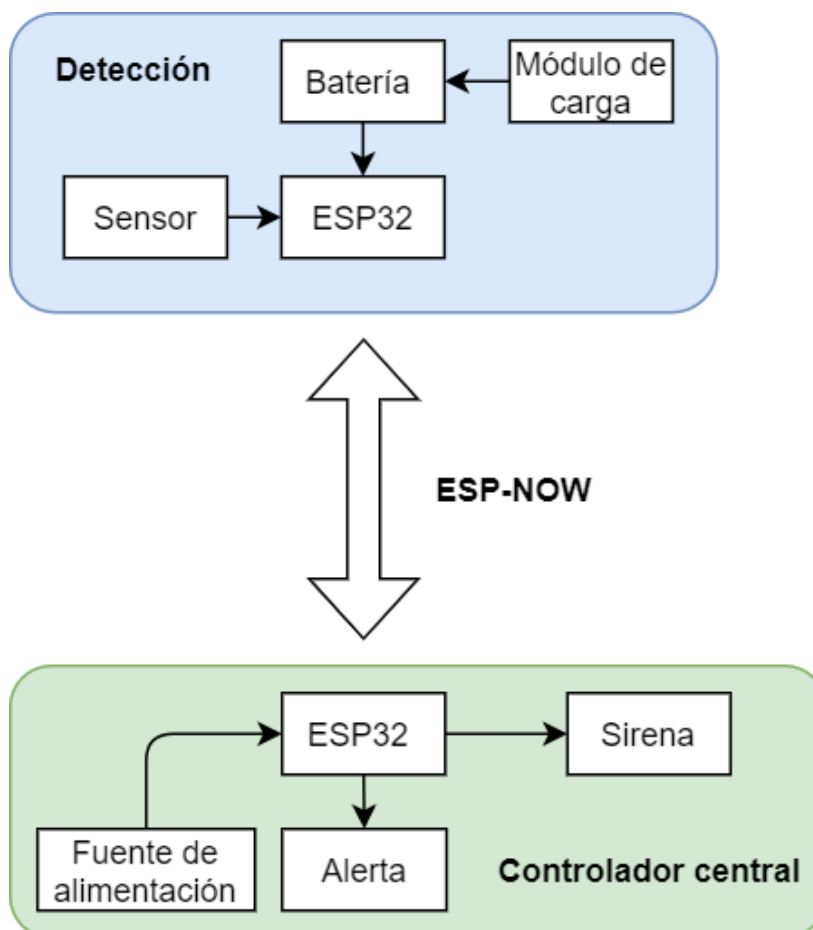 Detección
Batería
Módulo de
carga
Sensor
ESP32
ESP-NOW
ESP32
Sirena
Fuente de
alimentación
Alerta
Controlador central